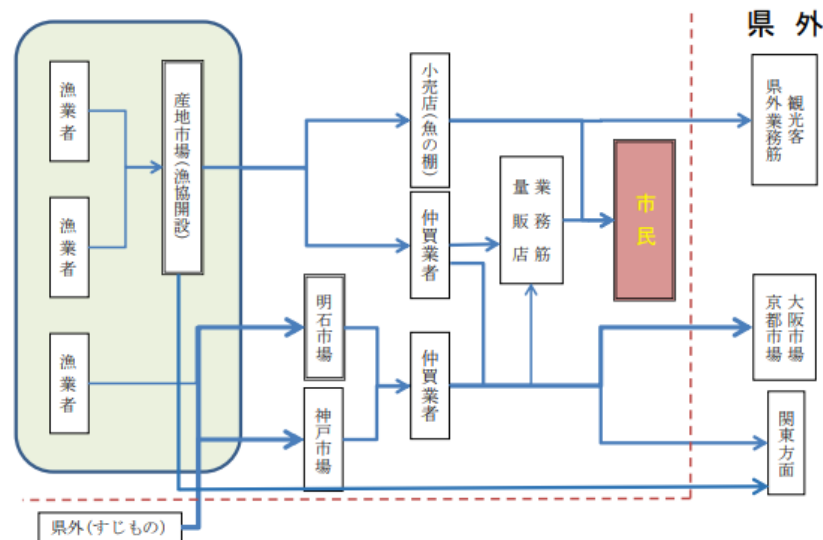 県 外
漁業者
産地市場(漁協開設)
小売店(魚の棚)
観光客
県外業務筋
漁業者
業務筋
量販店
市民
仲買業者
明石市場
大阪市場
京都市場
漁業者
仲買業者
神戸市場
関東方面
県外(すじもの)